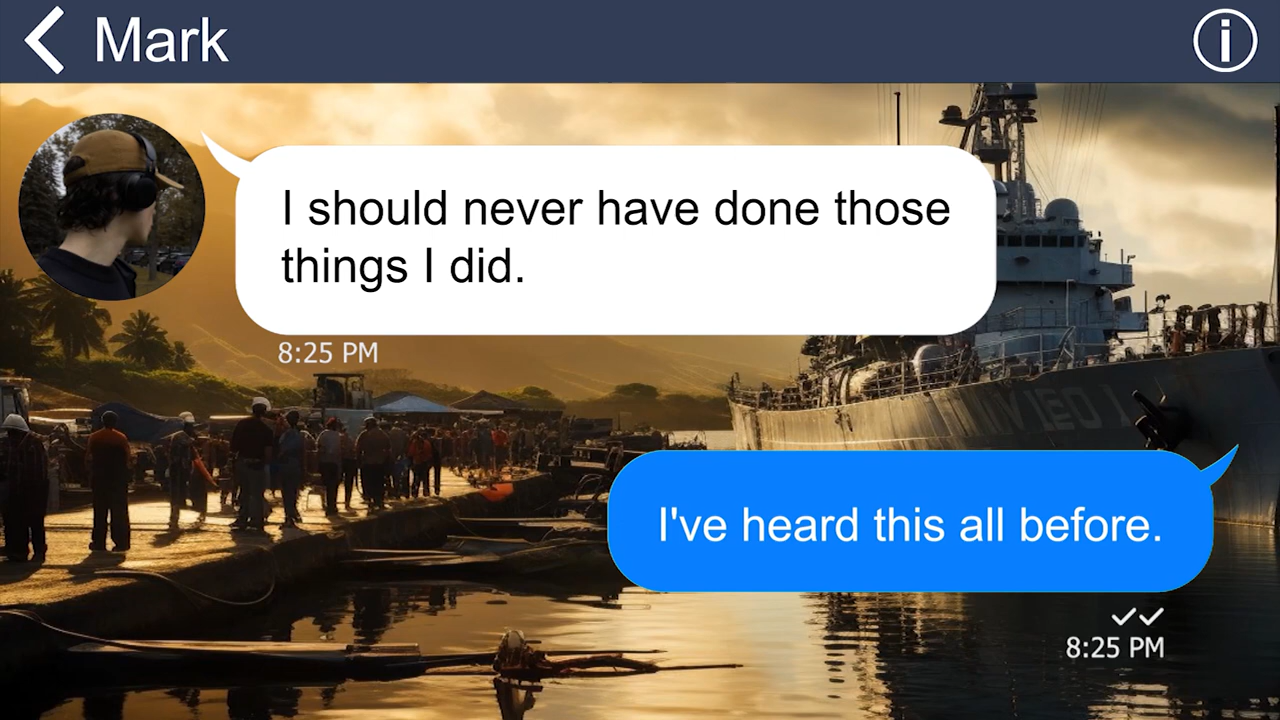 Mark
I should never have done those
things I did.
8:25 PM
I've heard this all before.
8:25 PM